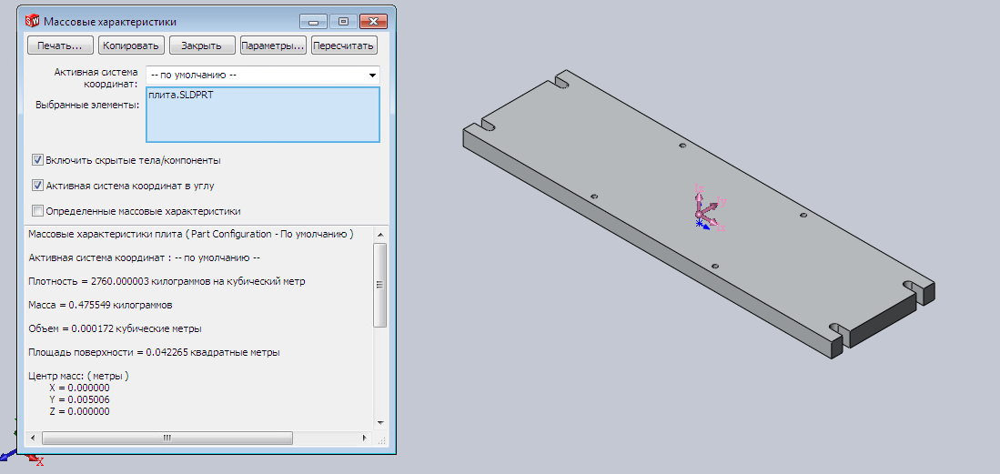 Массовые характеристики
Печать... Копировать Закрыть Параметры... Пересчитать
Активная система координат:
-- по умолчанию --
Выбранные элементы:
плита.SLDPRT
Включить скрытые тела/компоненты
Активная система координат в углу
Определенные массовые характеристики
Массовые характеристики плита ( Part Configuration - По умолчанию )
Активная система координат : -- по умолчанию --
Плотность = 2760.000003 килограммов на кубический метр
Масса = 0.475549 килограммов
Объем = 0.000172 кубические метры
Площадь поверхности = 0.042265 квадратные метры
Центр масс: ( метры )
X = 0.000000
Y = 0.005006
Z = 0.000000
X